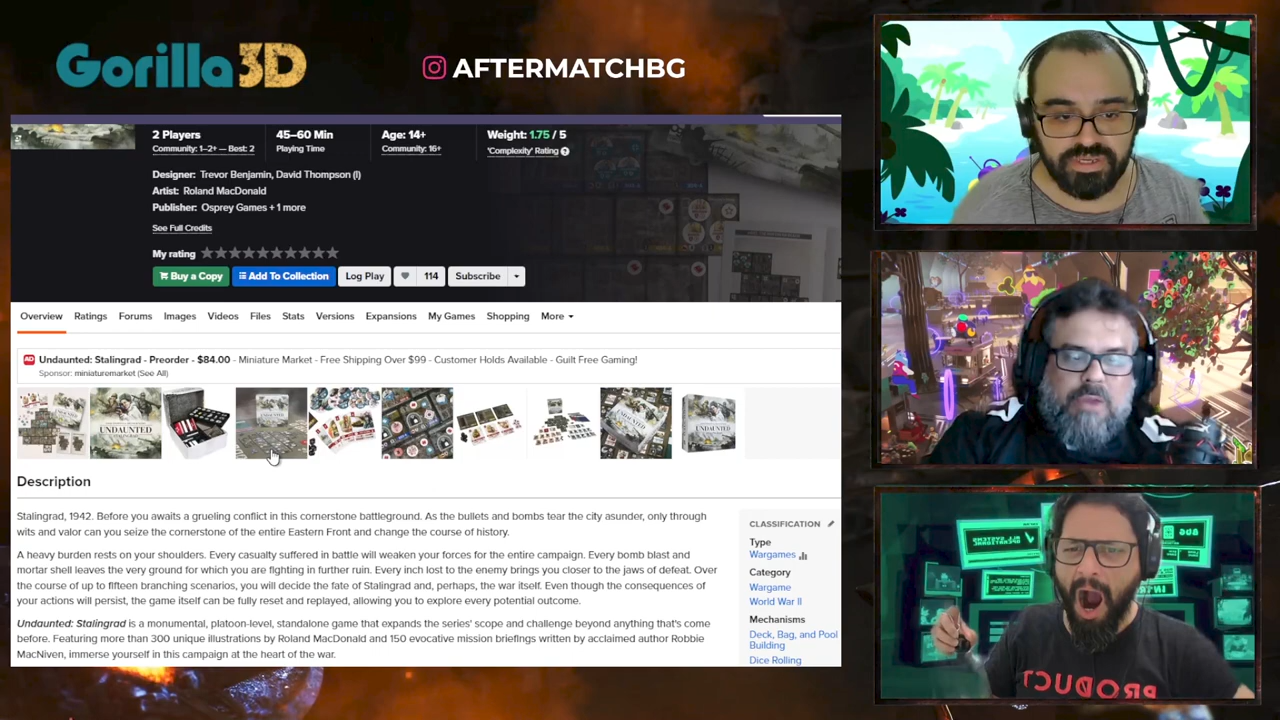 Gorilla3D
AFTERMATCHBG
2 Players
Community: 1–2+ — Best: 2
45–60 Min
Playing Time
Age: 14+
Community: 16+
Weight: 1.75 / 5
'Complexity' Rating
Designer: Trevor Benjamin, David Thompson (I)
Artist: Roland MacDonald
Publisher: Osprey Games + 1 more
See Full Credits
My rating
Buy a Copy
Add To Collection
Log Play
114
Subscribe
Overview Ratings Forums Images Videos Files Stats Versions Expansions My Games Shopping More
AD Undaunted: Stalingrad - Preorder - $84.00 - Miniature Market - Free Shipping Over $99 - Customer Holds Available - Guilt Free Gaming!
Sponsor: miniaturemarket (See All)
UNDAUNTED
UNDAUNTED
UNDAUNTED
UNDAUNTED
Description
Stalingrad, 1942. Before you awaits a grueling conflict in this cornerstone battleground. As the bullets and bombs tear the city asunder, only through
wits and valor can you seize the cornerstone of the entire Eastern Front and change the course of history.
A heavy burden rests on your shoulders. Every casualty suffered in battle will weaken your forces for the entire campaign. Every bomb blast and
mortar shell leaves the very ground for which you are fighting in further ruin. Every inch lost to the enemy brings you closer to the jaws of defeat. Over
the course of up to fifteen branching scenarios, you will decide the fate of Stalingrad and, perhaps, the war itself. Even though the consequences of
your actions will persist, the game itself can be fully reset and replayed, allowing you to explore every potential outcome.
Undaunted: Stalingrad is a monumental, platoon-level, standalone game that expands the series' scope and challenge beyond anything that's come
before. Featuring more than 300 unique illustrations by Roland MacDonald and 150 evocative mission briefings written by acclaimed author Robbie
MacNiven, immerse yourself in this campaign at the heart of the war.
CLASSIFICATION
Type
Wargames
Category
Wargame
World War II
Mechanisms
Deck, Bag, and Pool
Building
Dice Rolling
PRODUCT